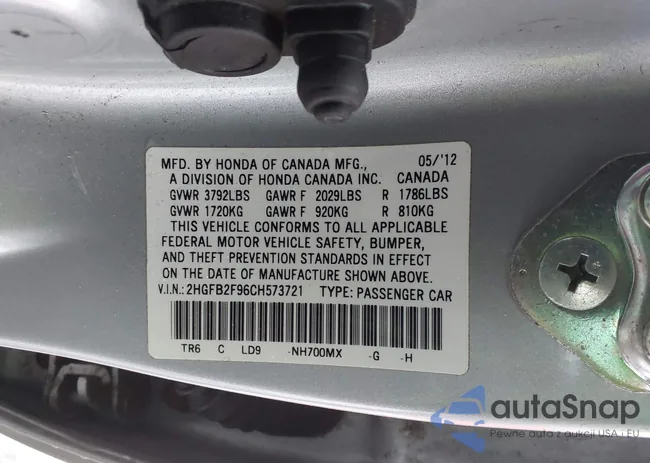 MFD. BY HONDA OF CANADA MFG., 05/'12
A DIVISION OF HONDA CANADA INC. CANADA
GVWR 3792LBS GAWR F 2029LBS R 1786LBS
GVWR 1720KG GAWR F 920KG R 810KG
THIS VEHICLE CONFORMS TO ALL APPLICABLE
FEDERAL MOTOR VEHICLE SAFETY, BUMPER,
AND THEFT PREVENTION STANDARDS IN EFFECT
ON THE DATE OF MANUFACTURE SHOWN ABOVE.
V.I.N.: 2HGFB2F96CH573721 TYPE: PASSENGER CAR
TR6 C LD9 -NH700MX -G -H
autaSnap
Pewne auta z aukcji USA i EU